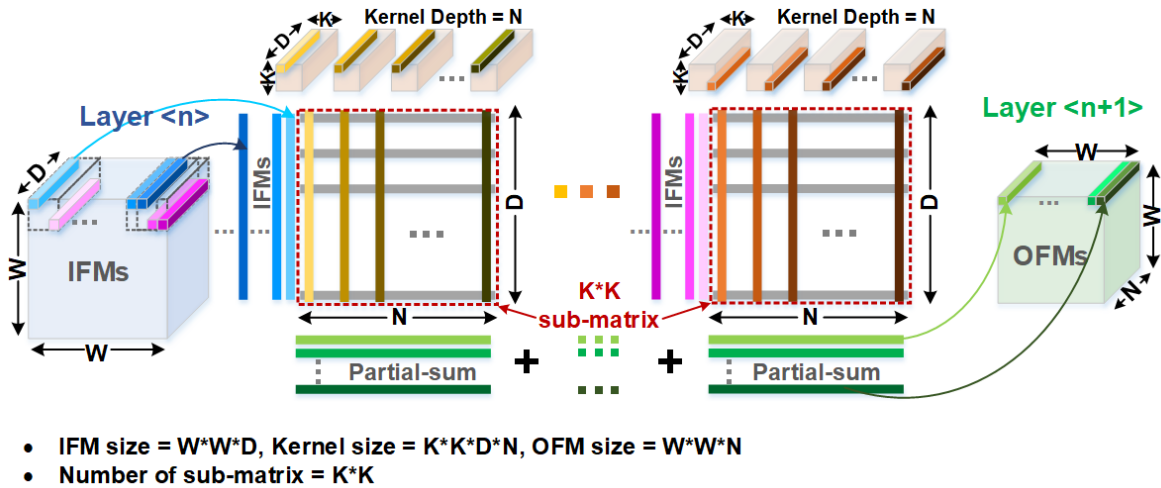 K
Kernel Depth = N
D
K
K
Kernel Depth = N
D
K
Layer <n>
Layer <n+1>
D
W
IFMs
W
IFMs
D
N
K*K
sub-matrix
IFMs
D
N
W
W
OFMs
N
Partial-sum
+
+
Partial-sum
• IFM size = W*W*D, Kernel size = K*K*D*N, OFM size = W*W*N
• Number of sub-matrix = K*K